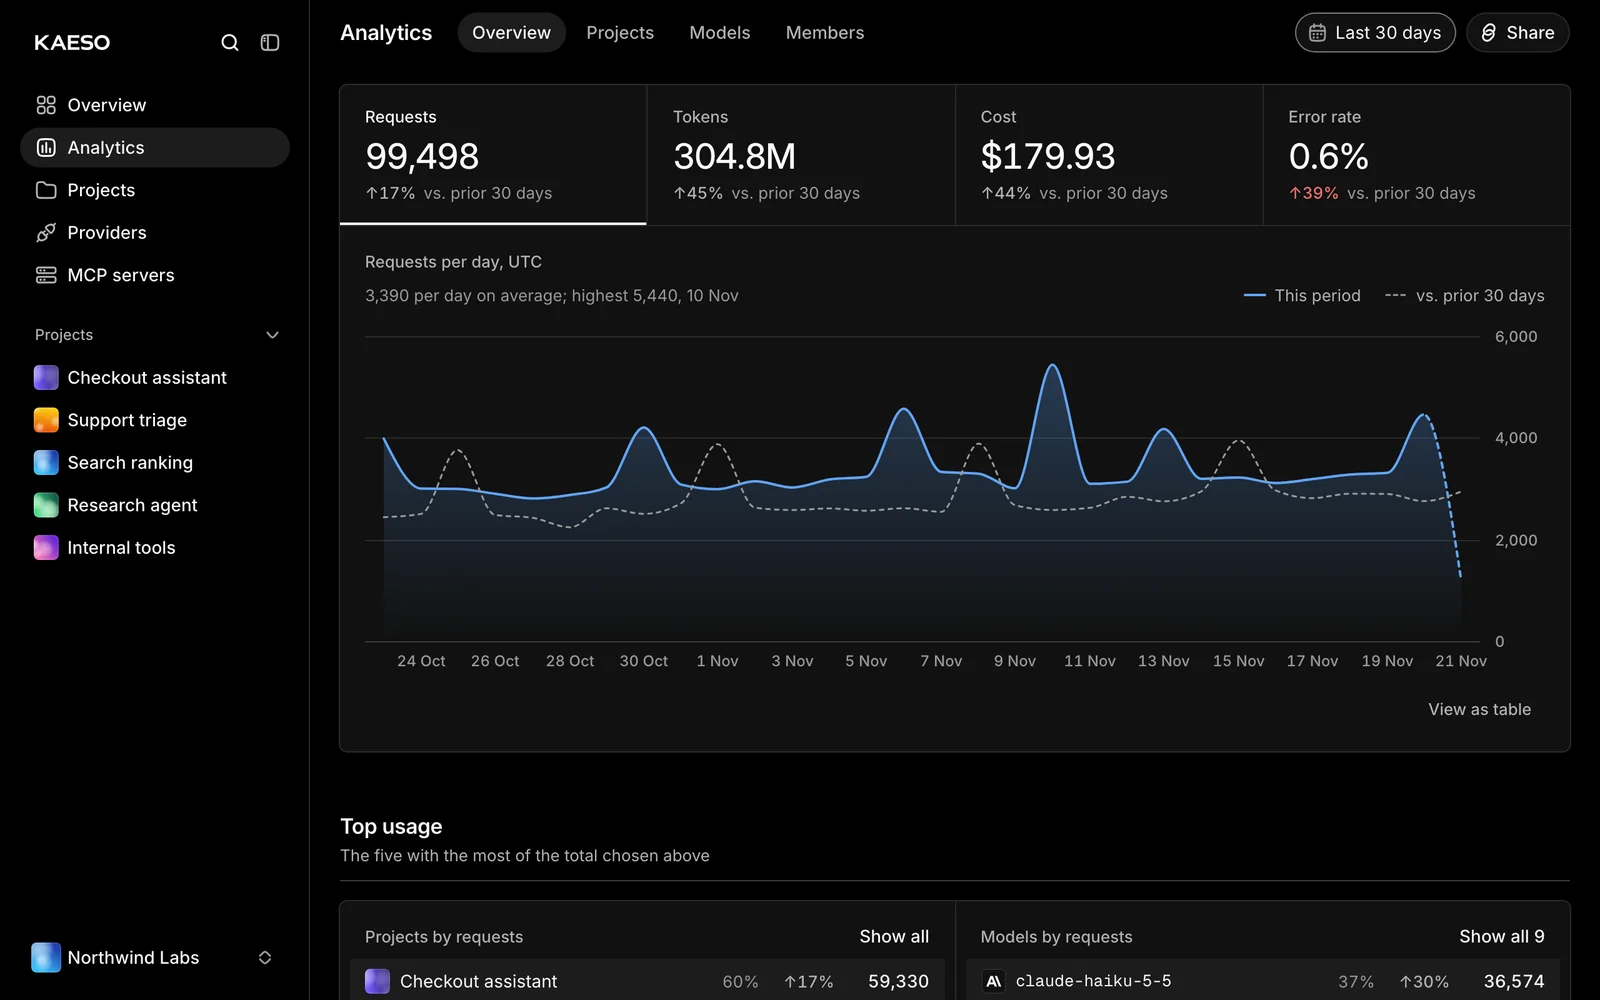 KAESO
Overview
Analytics
Projects
Providers
MCP servers
Projects
Checkout assistant
Support triage
Search ranking
Research agent
Internal tools
Northwind Labs
Analytics
Overview
Projects
Models
Members
Last 30 days
Share
Requests
99,498
↑17% vs. prior 30 days
Tokens
304.8M
↑45% vs. prior 30 days
Cost
$179.93
↑44% vs. prior 30 days
Error rate
0.6%
↑39% vs. prior 30 days
Requests per day, UTC
3,390 per day on average; highest 5,440, 10 Nov
This period
vs. prior 30 days
6,000
4,000
2,000
0
24 Oct
26 Oct
28 Oct
30 Oct
1 Nov
3 Nov
5 Nov
7 Nov
9 Nov
11 Nov
13 Nov
15 Nov
17 Nov
19 Nov
21 Nov
View as table
Top usage
The five with the most of the total chosen above
Projects by requests
Show all
Checkout assistant 60% ↑17% 59,330
Models by requests
Show all 9
claude-haiku-5-5 37% ↑30% 36,574